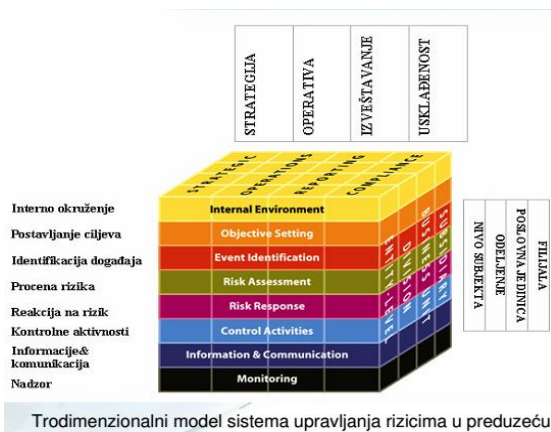 STRATEGIJA
OPERATIVA
IZVEŠTAVANJE
USKLAĐENOST
STRATEGIC
OPERATIONS
REPORTING
COMPLIANCE
Interno okruženje
Internal Environment
Postavljanje ciljeva
Objective Setting
Identifikacija događaja
Event Identification
Procena rizika
Risk Assessment
Reakcija na rizik
Risk Response
Kontrolne aktivnosti
Control Activities
Informacije&
komunikacija
Information & Communication
Nadzor
Monitoring
ENTITY-LEVEL
DIVISION
BUSINESS UNIT
SUBSIDIARY
NIVO SUBJEKTA
ODELJENJE
POSLOVNA JEDINICA
FILIJALA
Trodimenzionalni model sistema upravljanja rizicima u preduzeću